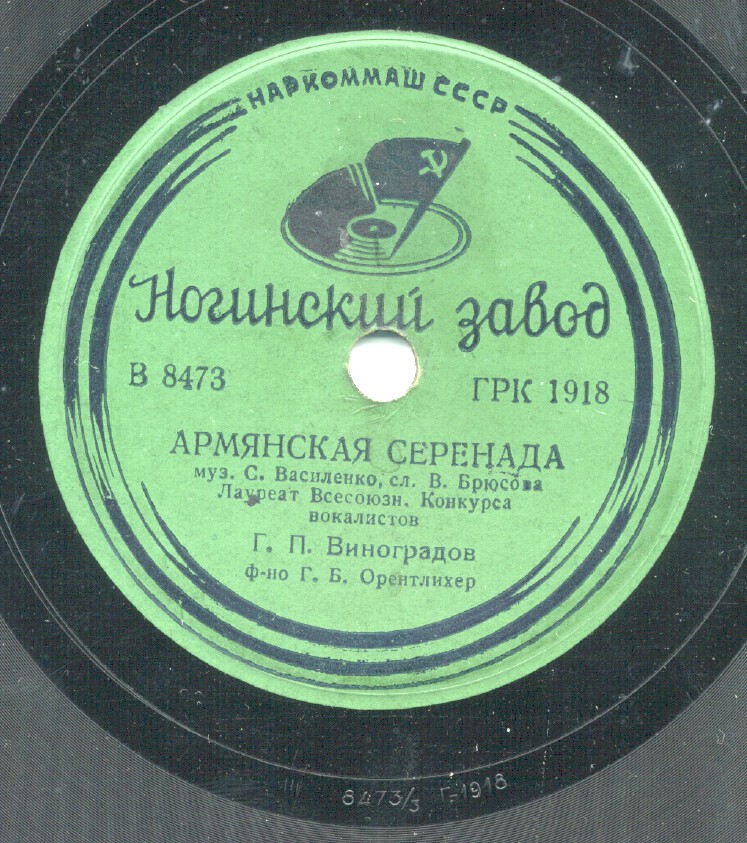 НАРКОММАШ СССР
Ногинский завод
В 8473
ГРК 1918
АРМЯНСКАЯ СЕРЕНАДА
муз. С. Василенко, сл. В. Брюсова
Лауреат Всесоюзн. Конкурса
вокалистов
Г. П. Виноградов
ф-но Г. Б. Орентлихер
III 8473/3 Г-1918